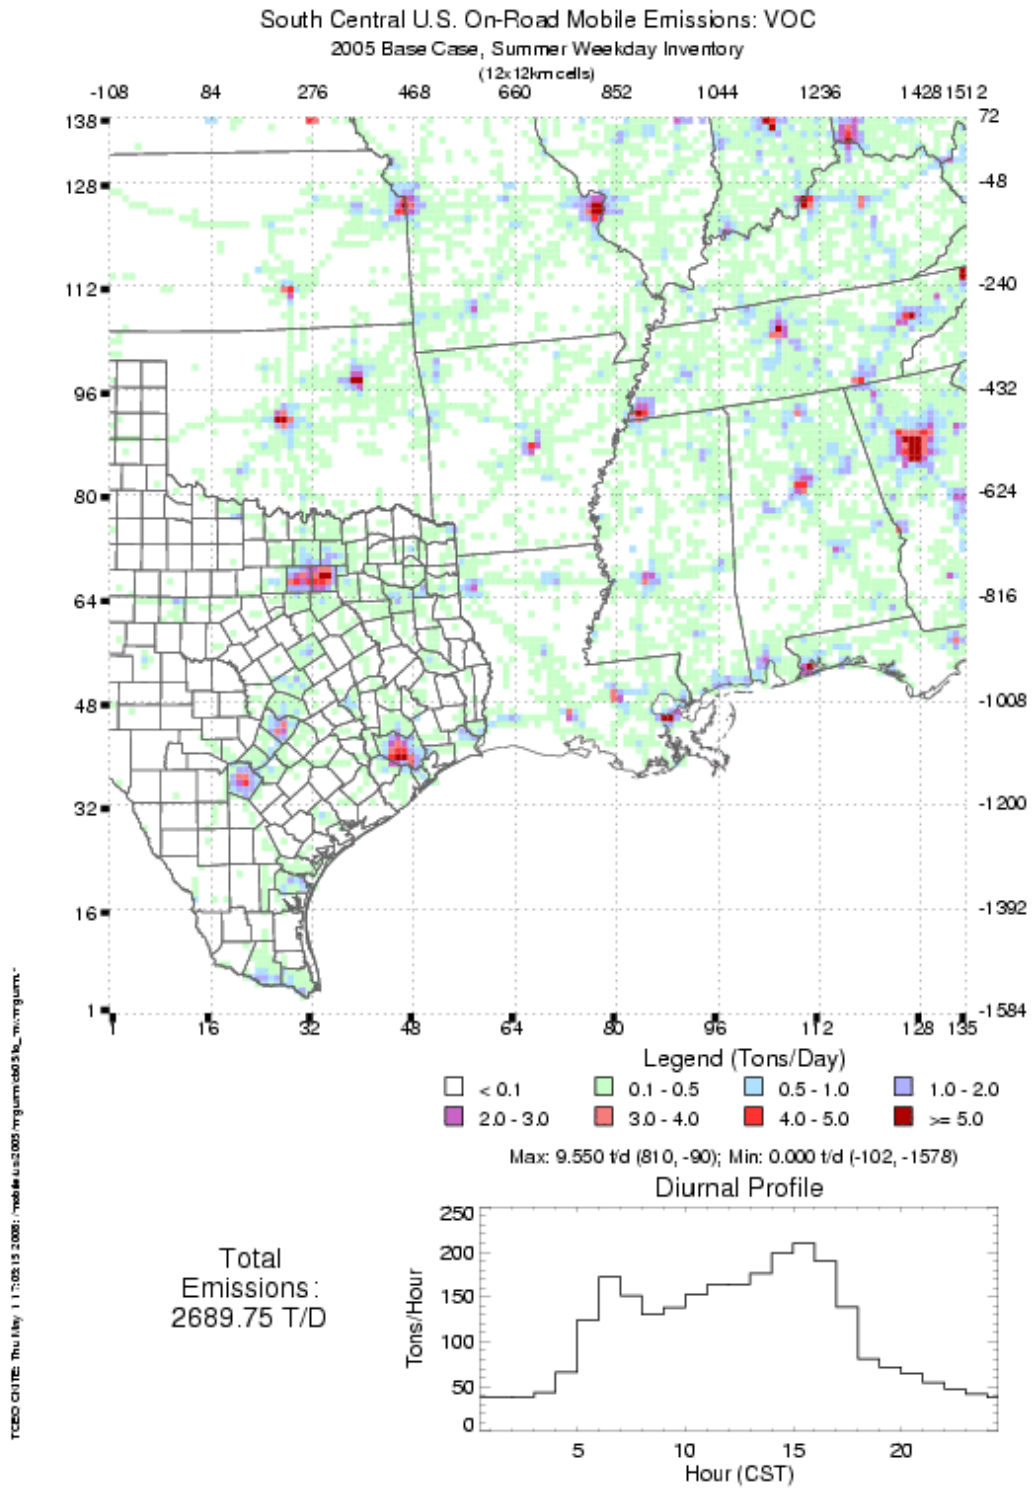 South Central U.S. On-Road Mobile Emissions: VOC
2005 Base Case, Summer Weekday Inventory
(12x12km cells)
-108 84 276 468 660 852 1044 1236 1428 1512
138 72
128 -48
112 -240
96 -432
80 -624
64 -816
48 -1008
32 -1200
16 -1392
1 -1584
1 16 32 48 64 80 96 112 128 135
Legend (Tons/Day)
< 0.1 0.1 - 0.5 0.5 - 1.0 1.0 - 2.0
2.0 - 3.0 3.0 - 4.0 4.0 - 5.0 >= 5.0
Max: 9.550 t/d (810, -90); Min: 0.000 t/d (-102, -1578)
Diurnal Profile
Total
Emissions:
2689.75 T/D
Tons/Hour
250
200
150
100
50
0
5 10 15 20
Hour (CST)